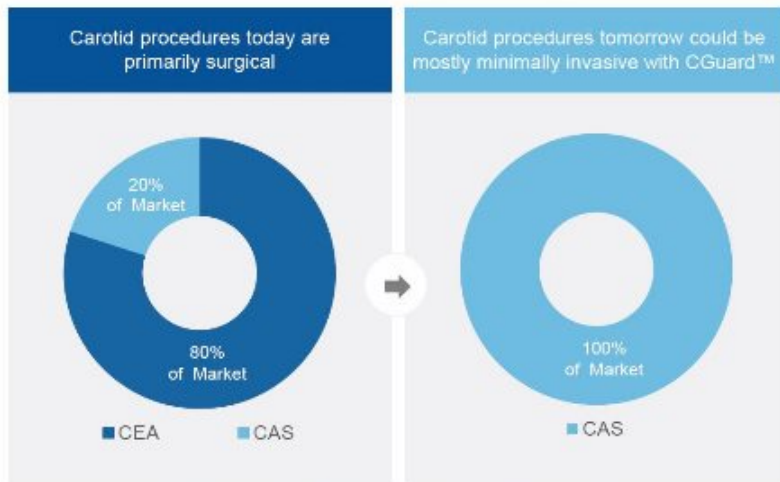 Carotid procedures today are
primarily surgical
20%
of Market
80%
of Market
CEA
CAS
Carotid procedures tomorrow could be
mostly minimally invasive with CGuard™
100%
of Market
CAS